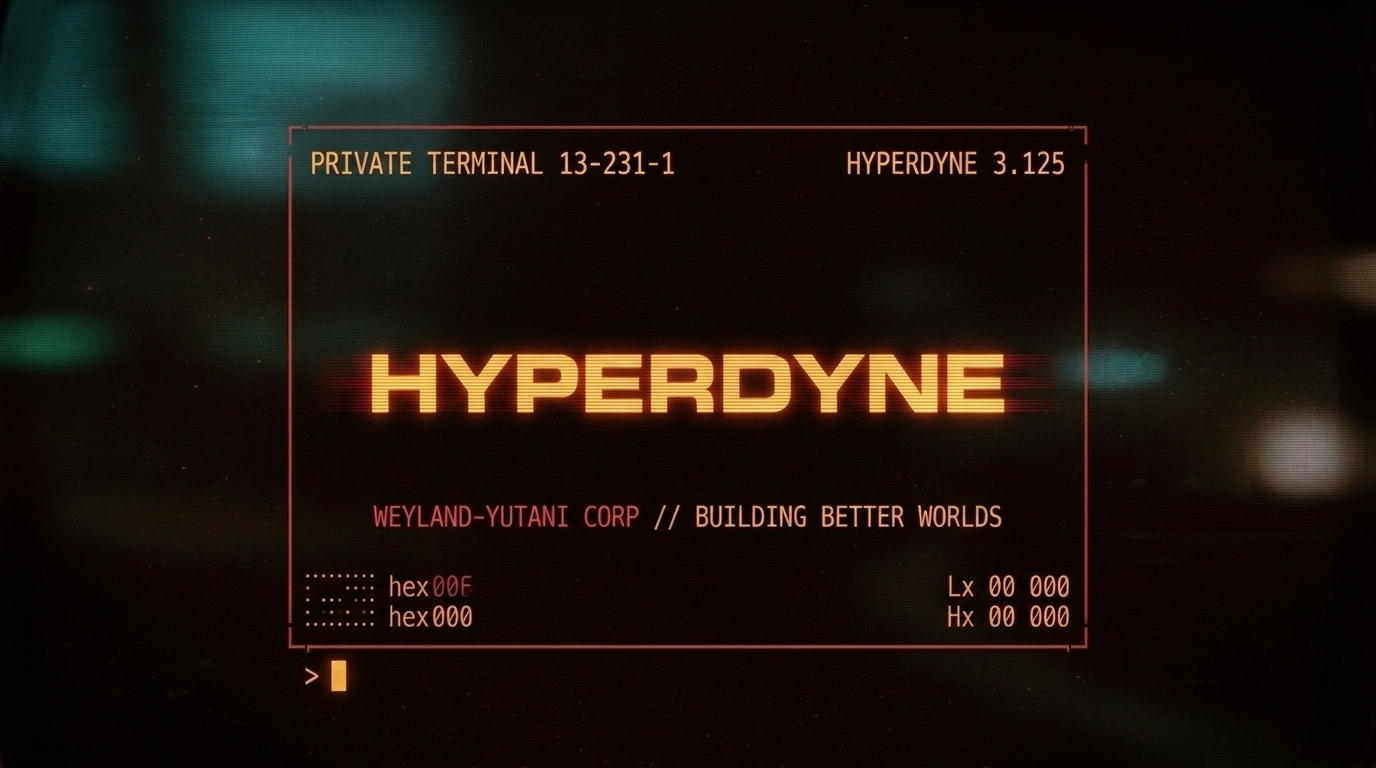 PRIVATE TERMINAL 13-231-1 HYPERDYNE 3.125
HYPERDYNE
WEYLAND-YUTANI CORP // BUILDING BETTER WORLDS
hex00E Lx 00 000
hex000 Hx 00 000
>